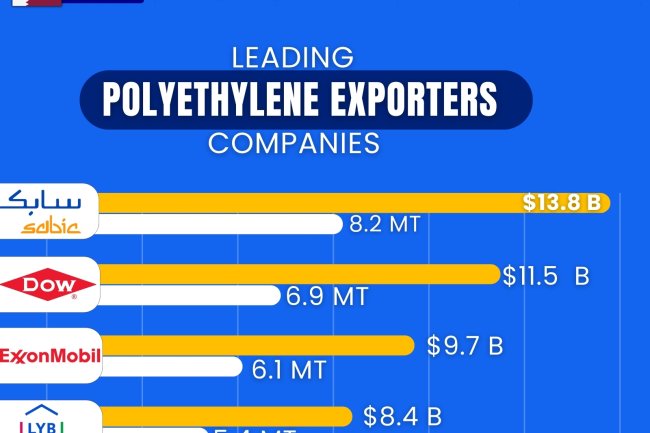 LEADING
POLYETHYLENE EXPORTERS
COMPANIES
سابك
sabic
$13.8 B
8.2 MT
DOW
®
$11.5 B
6.9 MT
ExxonMobil
$9.7 B
6.1 MT
LYB
$8.4 B